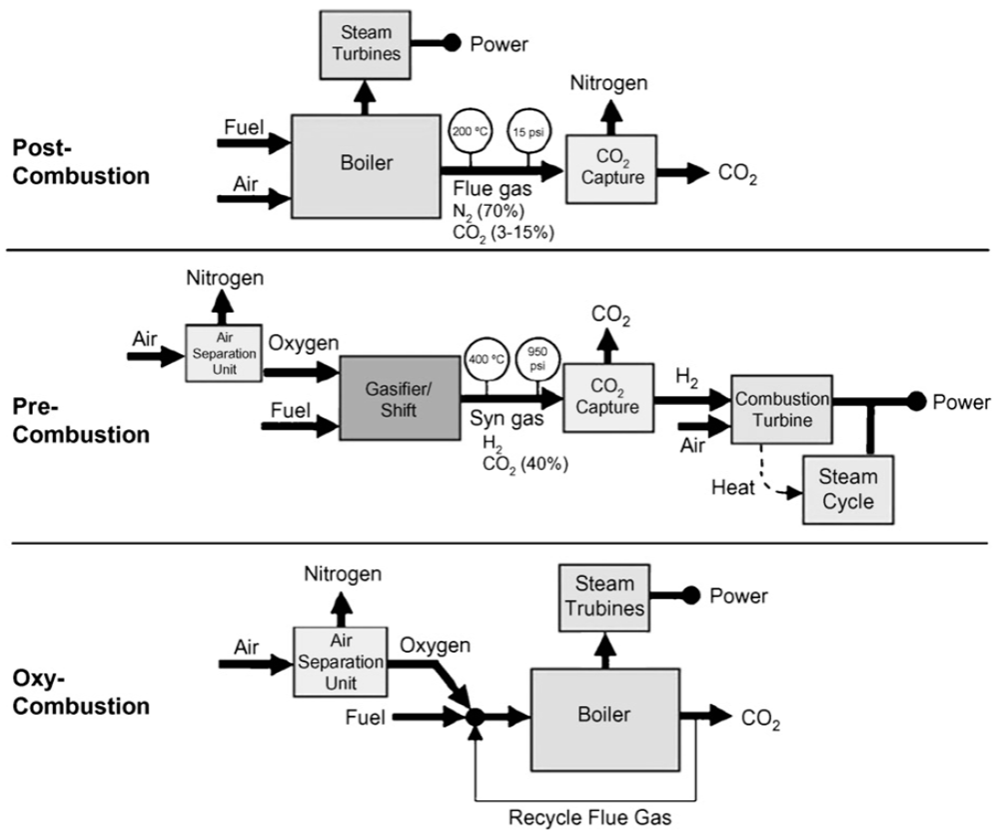 Steam
Turbines
Power
Nitrogen
Post-
Combustion
Fuel
Air
Boiler
200 ºC
15 psi
Flue gas
N₂ (70%)
CO₂ (3-15%)
CO₂
Capture
CO₂
Pre-
Combustion
Nitrogen
Air
Air
Separation
Unit
Oxygen
Fuel
Gasifier/
Shift
400 ºC
950
psi
Syn gas
H₂
CO₂ (40%)
CO₂
CO₂
Capture
H₂
Air
Combustion
Turbine
Power
Heat
Steam
Cycle
Oxy-
Combustion
Nitrogen
Air
Air
Separation
Unit
Oxygen
Fuel
Steam
Trubines
Power
Boiler
CO₂
Recycle Flue Gas